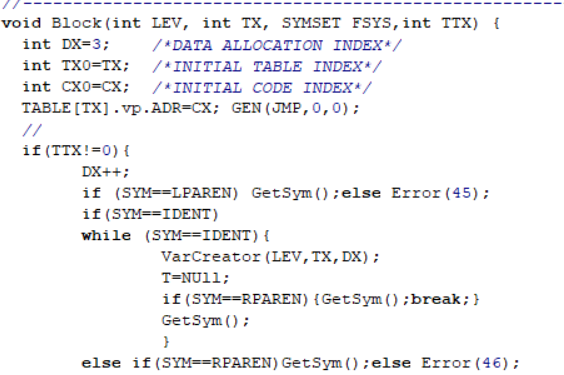 //------------------------------------------------------
void Block(int LEV, int TX, SYMSET FSYS,int TTX) {
  int DX=3;    /*DATA ALLOCATION INDEX*/
  int TX0=TX;  /*INITIAL TABLE INDEX*/
  int CX0=CX;  /*INITIAL CODE INDEX*/
  TABLE[TX].vp.ADR=CX; GEN(JMP,0,0);
  //
  if(TTX!=0){
        DX++;
        if (SYM==LPAREN) GetSym();else Error(45);
        if(SYM==IDENT)
        while (SYM==IDENT){
                VarCreator(LEV,TX,DX);
                T=NUll;
                if(SYM==RPAREN){GetSym();break;}
                GetSym();
                }
        else if(SYM==RPAREN)GetSym();else Error(46);